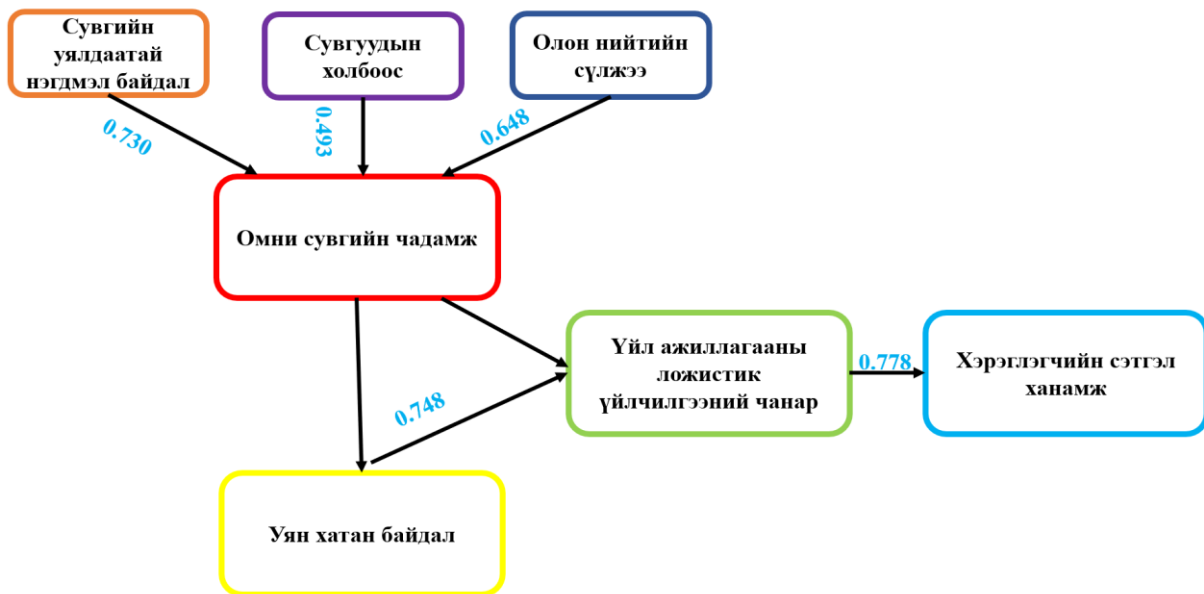 Сувгийн
уялдаатай
нэгдмэл байдал
Сувгуудын
холбоос
Олон нийтийн
сүлжээ
0.730
0.493
0.648
Омни сувгийн чадамж
Үйл ажиллагааны
ложистик
үйлчилгээний чанар
0.778
Хэрэглэгчийн сэтгэл
ханамж
0.748
Уян хатан байдал